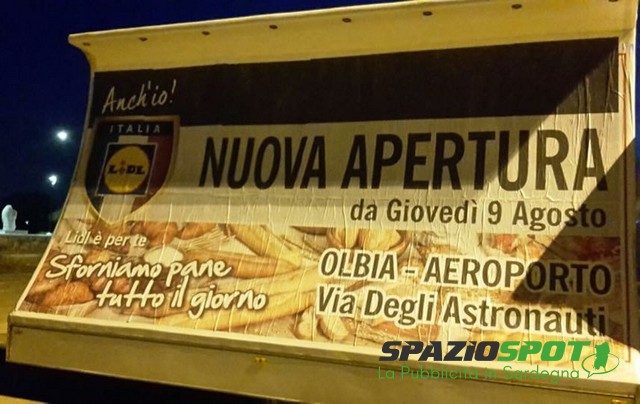 Anch'io!
ITALIA
LIDL
NUOVA APERTURA
da Giovedì 9 Agosto
Lidl è per te
Sforniamo pane
tutto il giorno
OLBIA - AEROPORTO
Via Degli Astronauti
SPAZIOSPOT
La Pubblicità in Sardegna